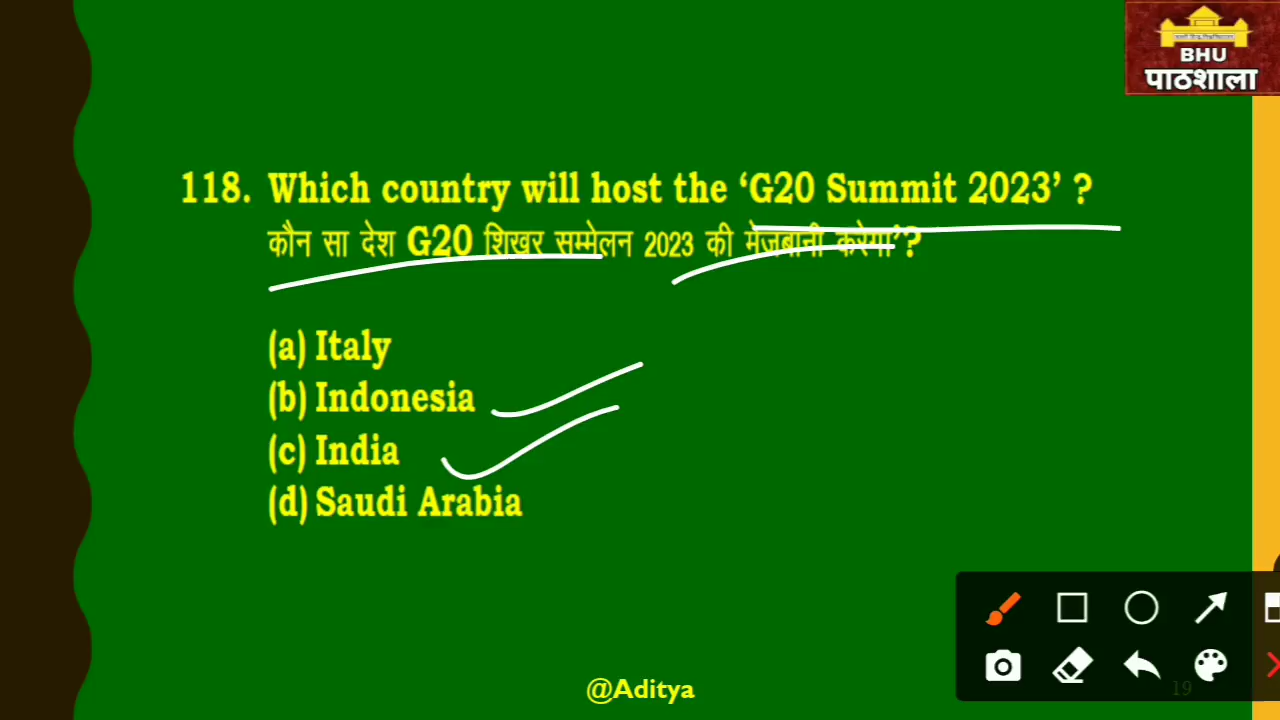 BHU
पाठशाला
118. Which country will host the ‘G20 Summit 2023’ ?
कौन सा देश G20 शिखर सम्मेलन 2023 की मेजबानी करेगा’?
(a) Italy
(b) Indonesia
(c) India
(d) Saudi Arabia
@Aditya
19